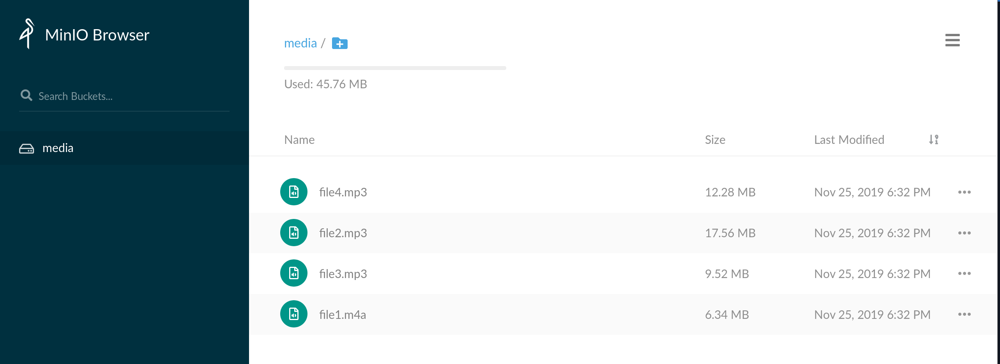 MinIO Browser
Search Buckets...
media
media /
Used: 45.76 MB
Name Size Last Modified
file4.mp3 12.28 MB Nov 25, 2019 6:32 PM
file2.mp3 17.56 MB Nov 25, 2019 6:32 PM
file3.mp3 9.52 MB Nov 25, 2019 6:32 PM
file1.m4a 6.34 MB Nov 25, 2019 6:32 PM